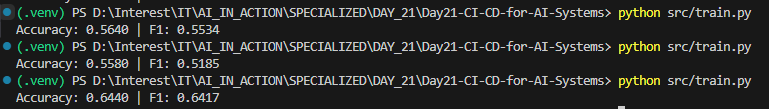 (.venv) PS D:\Interest\IT\AI_IN_ACTION\SPECIALIZED\DAY_21\Day21-CI-CD-for-AI-Systems> python src/train.py
Accuracy: 0.5640 | F1: 0.5534
(.venv) PS D:\Interest\IT\AI_IN_ACTION\SPECIALIZED\DAY_21\Day21-CI-CD-for-AI-Systems> python src/train.py
Accuracy: 0.5580 | F1: 0.5185
(.venv) PS D:\Interest\IT\AI_IN_ACTION\SPECIALIZED\DAY_21\Day21-CI-CD-for-AI-Systems> python src/train.py
Accuracy: 0.6440 | F1: 0.6417